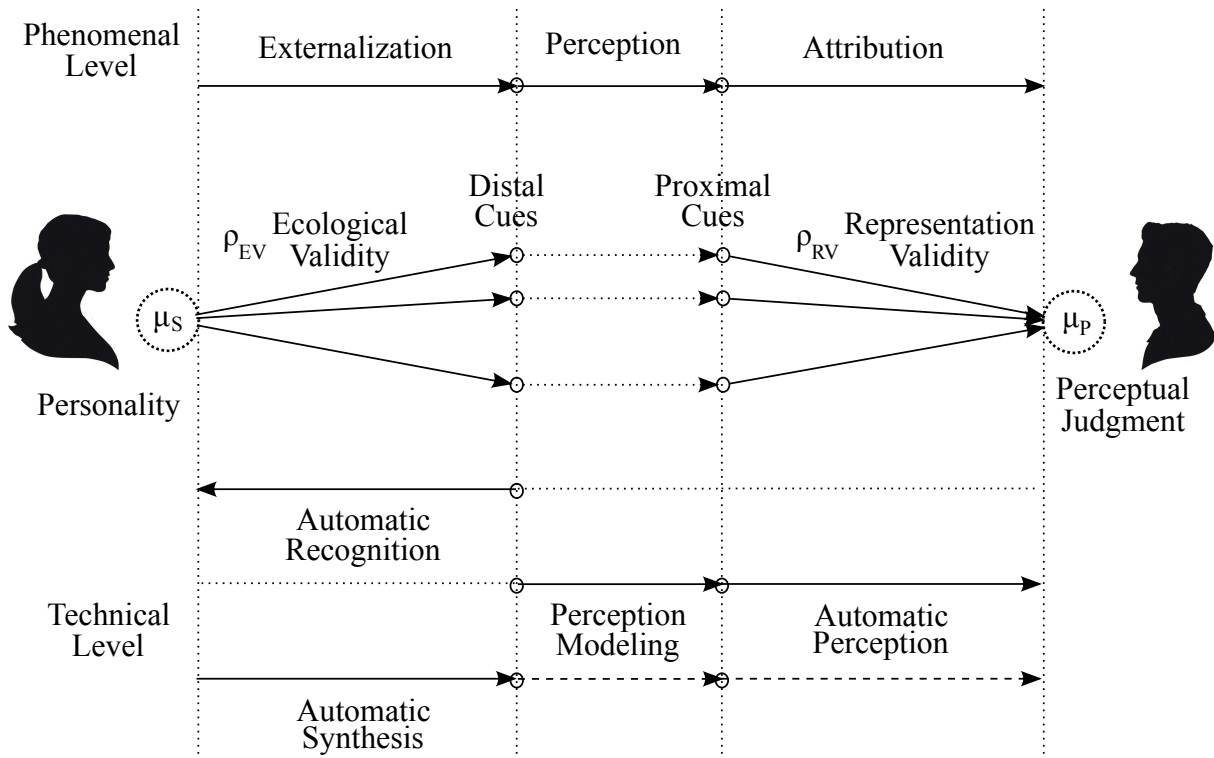 Phenomenal
Level
Externalization
Perception
Attribution
Distal
Cues
Proximal
Cues
ρEV
Ecological
Validity
ρRV
Representation
Validity
μS
μP
Personality
Perceptual
Judgment
Automatic
Recognition
Technical
Level
Perception
Modeling
Automatic
Perception
Automatic
Synthesis